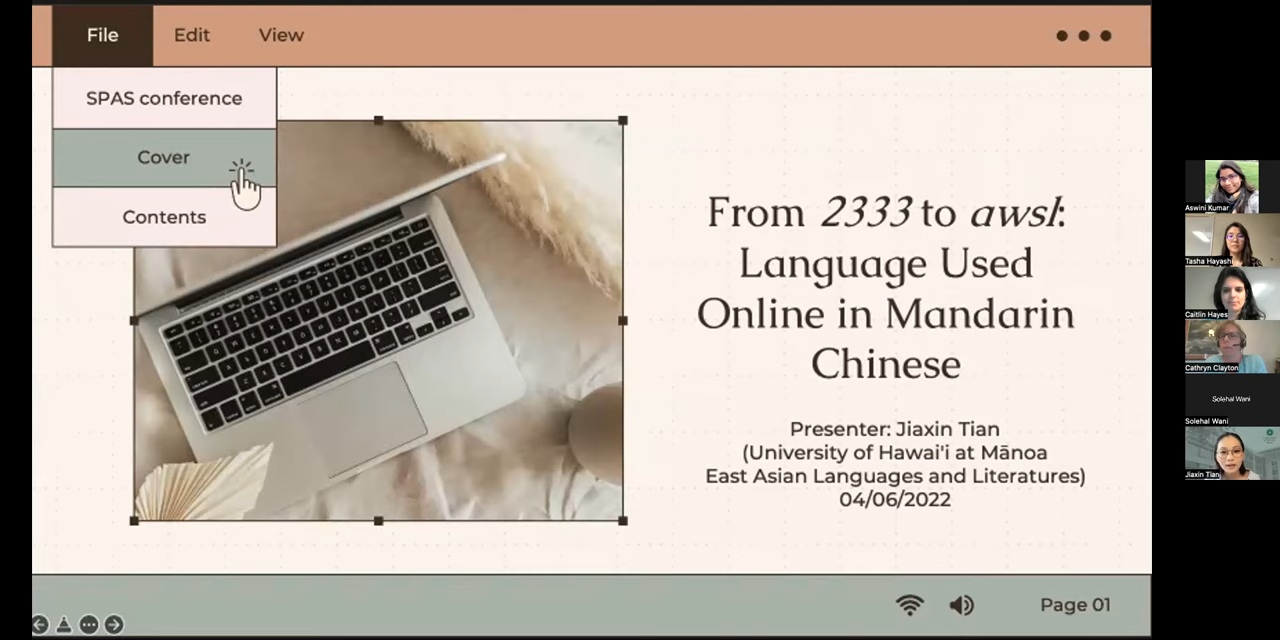 File Edit View
SPAS conference
Cover
Contents
From 2333 to awsl:
Language Used
Online in Mandarin
Chinese
Presenter: Jiaxin Tian
(University of Hawai'i at Mānoa
East Asian Languages and Literatures)
04/06/2022
Page 01
Aswini Kumar
Tasha Hayashi
Caitlin Hayes
Cathryn Clayton
Solehal Wani
Solehal Wani
Jiaxin Tian